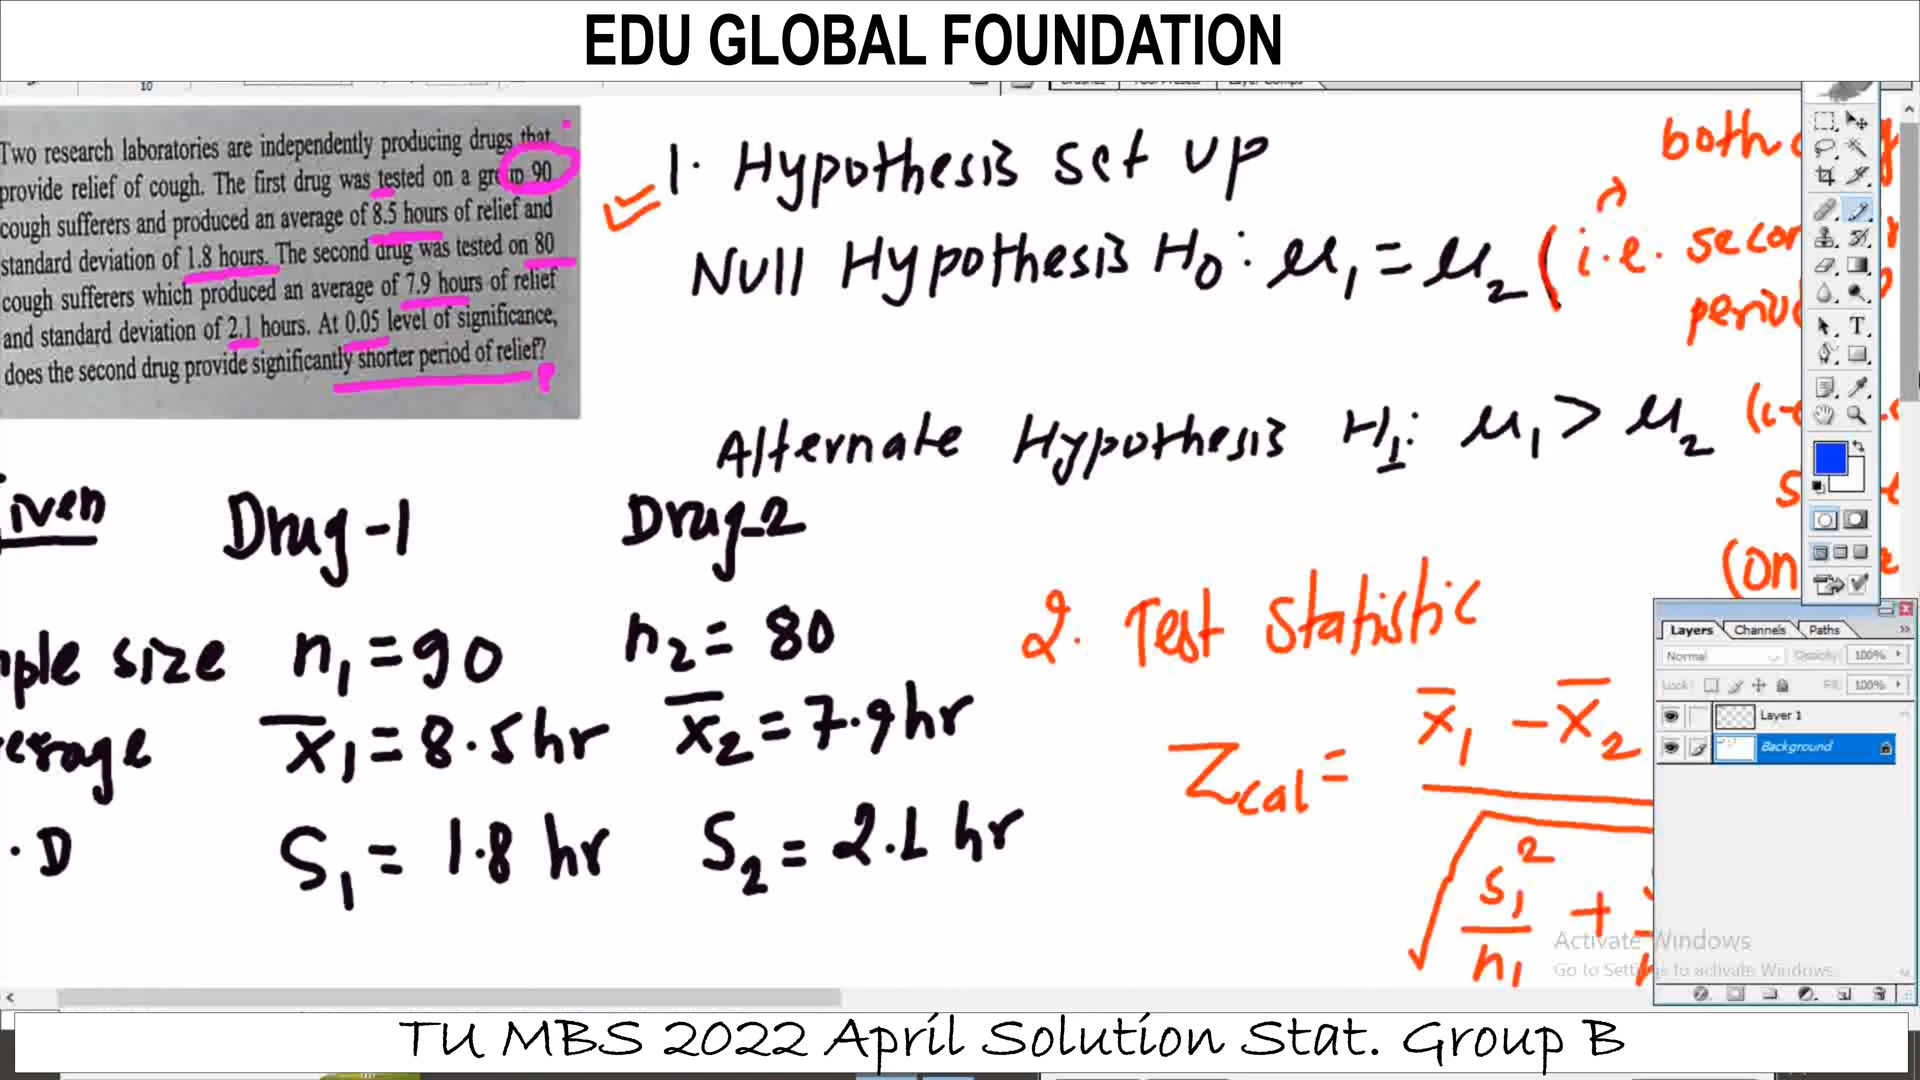 EDU GLOBAL FOUNDATION
10
Two research laboratories are independently producing drugs that
provide relief of cough. The first drug was tested on a group 90
cough sufferers and produced an average of 8.5 hours of relief and
standard deviation of 1.8 hours. The second drug was tested on 80
cough sufferers which produced an average of 7.9 hours of relief
and standard deviation of 2.1 hours. At 0.05 level of significance,
does the second drug provide significantly shorter period of relief?
1. Hypothesis set up
Null Hypothesis H0: μ1 = μ2 (i.e.
both
Alternate Hypothesis H1: μ1 > μ2
Drug-1 Drug-2
size n1 = 90 n2 = 80
x̄1 = 8.5 hr x̄2 = 7.9 hr
. D S1 = 1.8 hr S2 = 2.1 hr
2. Test Statistic
Zcal = x̄1 - x̄2
√ s1² / n1 +
Layers Channels Paths
Normal Opacity: 100%
Lock: Fill: 100%
Layer 1
Background
Activate Windows
Go to Settings to activate Windows.
TU MBS 2022 April Solution Stat. Group B